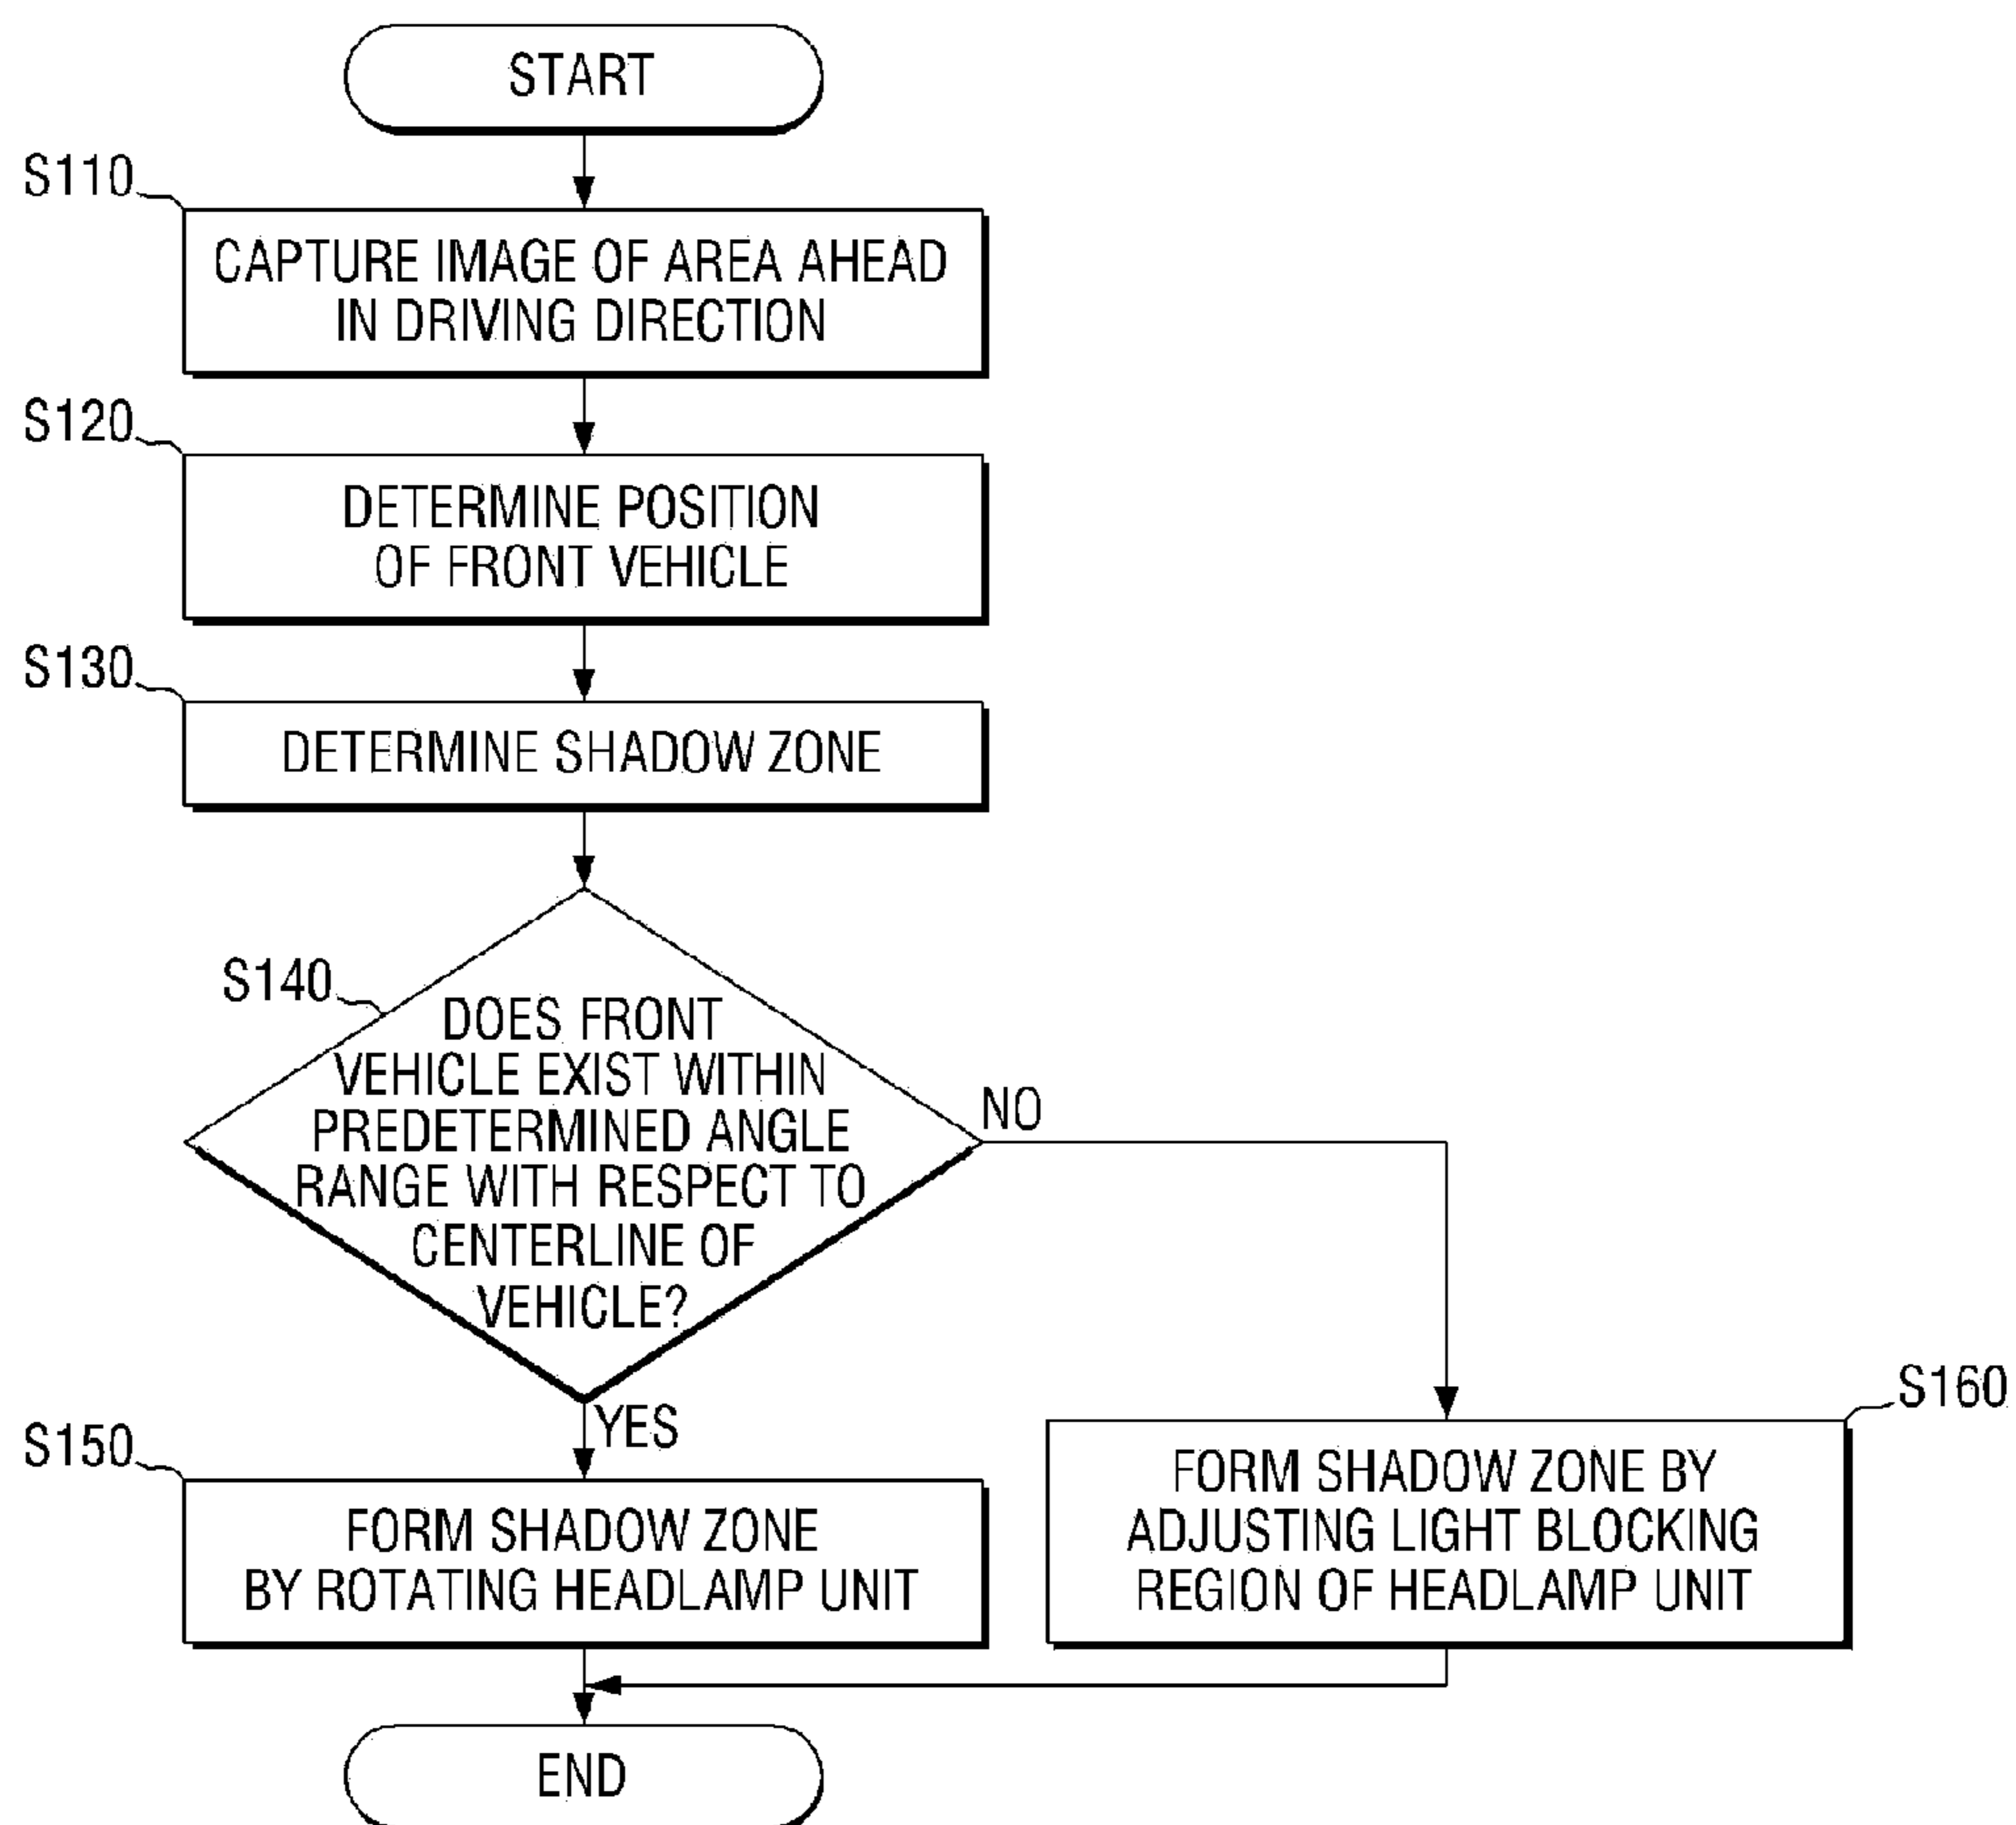 START
S110
CAPTURE IMAGE OF AREA AHEAD
IN DRIVING DIRECTION
S120
DETERMINE POSITION
OF FRONT VEHICLE
S130
DETERMINE SHADOW ZONE
S140
DOES FRONT
VEHICLE EXIST WITHIN
PREDETERMINED ANGLE
RANGE WITH RESPECT TO
CENTERLINE OF
VEHICLE?
NO
YES
S150
FORM SHADOW ZONE
BY ROTATING HEADLAMP UNIT
S160
FORM SHADOW ZONE BY
ADJUSTING LIGHT BLOCKING
REGION OF HEADLAMP UNIT
END